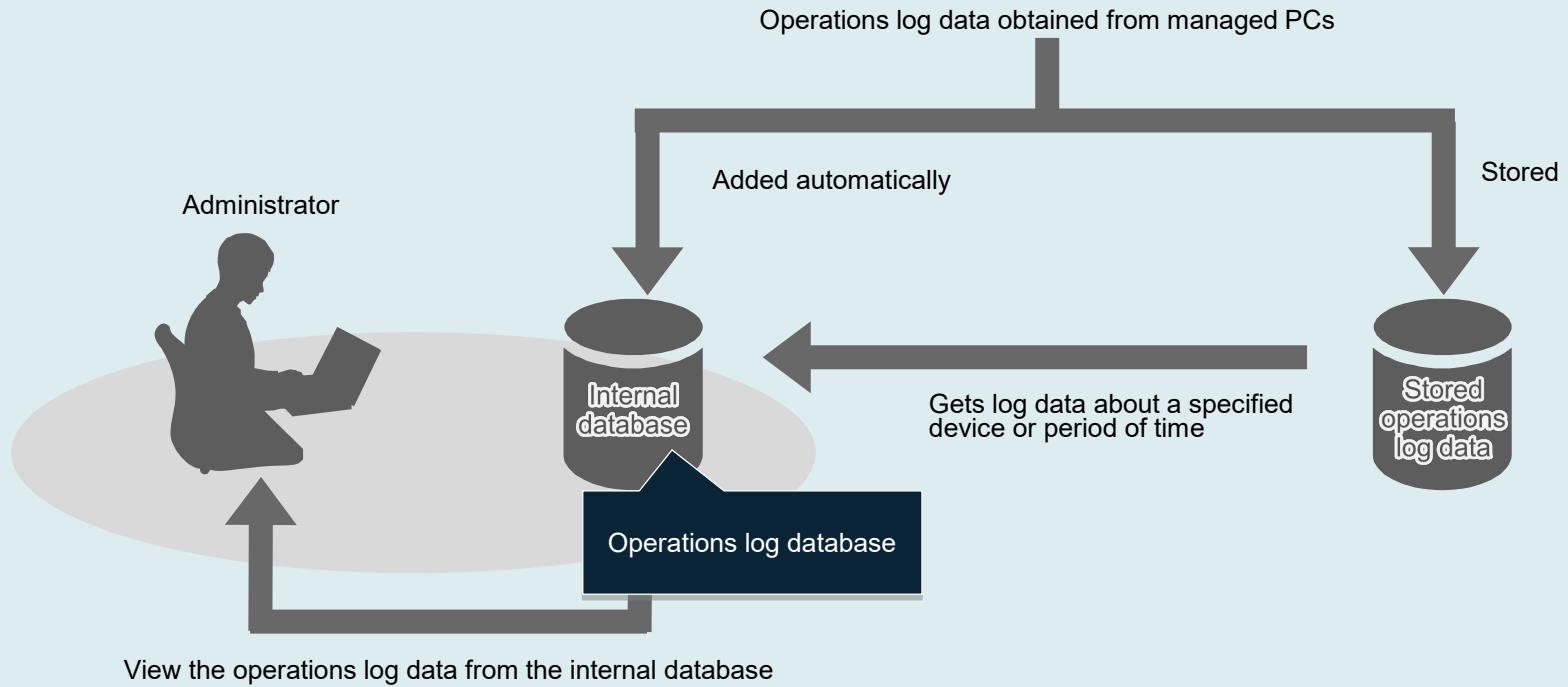 Operations log data obtained from managed PCs
Added automatically
Stored
Administrator
Internal
database
Gets log data about a specified
device or period of time
Stored
operations
log data
Operations log database
View the operations log data from the internal database